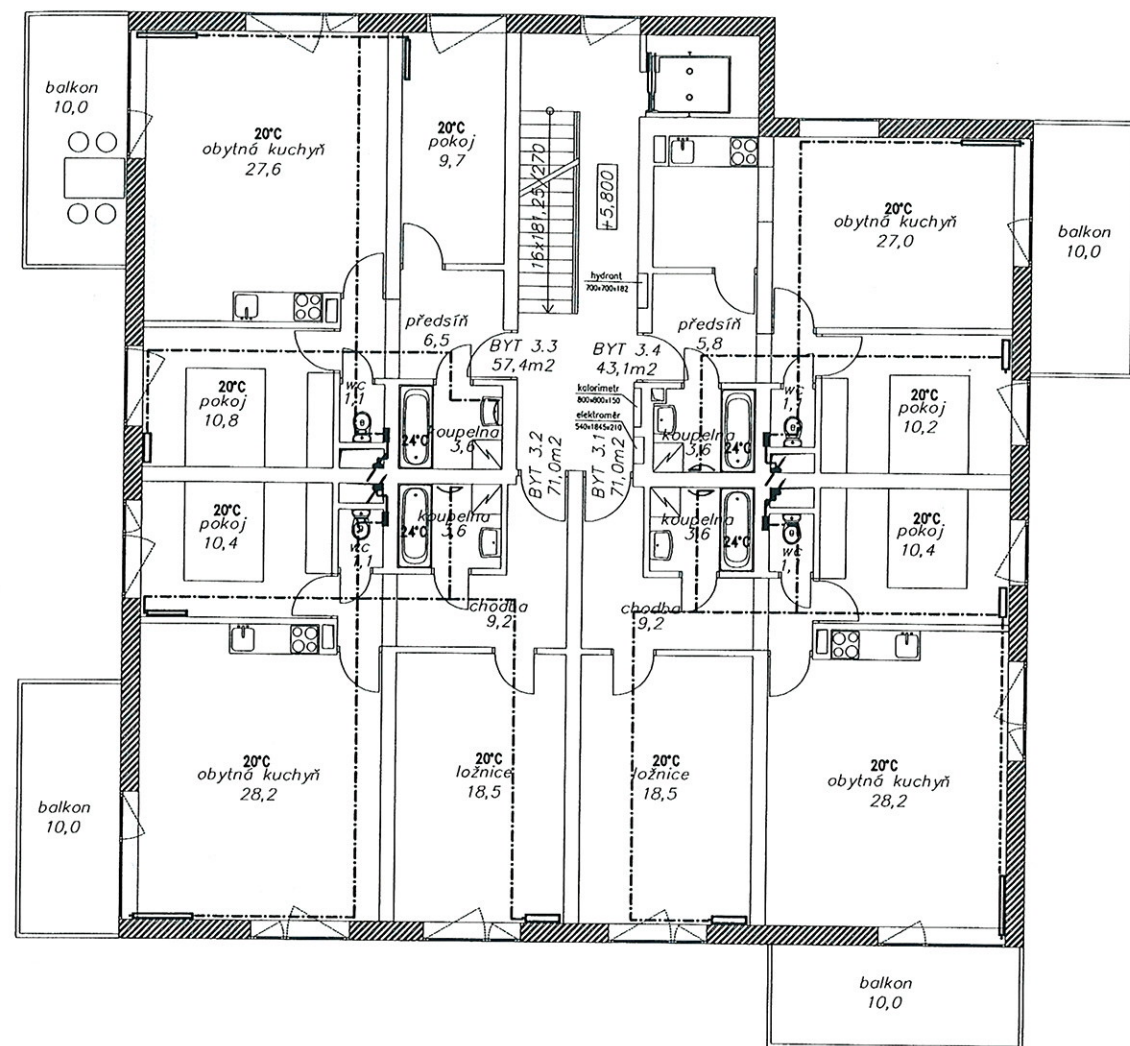 balkon
10,0
20°C
obytná kuchyň
27,6
20°C
pokoj
9,7
16x181,25x270
+5,800
hydrant
700x700x182
20°C
obytná kuchyň
27,0
balkon
10,0
předsíň
6,5
BYT 3.3
57,4m2
BYT 3.4
43,1m2
předsíň
5,8
kalorimetr
800x800x150
elektroměr
540x1845x210
20°C
pokoj
10,8
wc
1,1
24°C
koupelna
3,6
koupelna
3,6
24°C
wc
1,1
20°C
pokoj
10,2
BYT 3.2
71,0m2
BYT 3.1
71,0m2
20°C
pokoj
10,4
wc
1,1
24°C
koupelna
3,6
koupelna
3,6
24°C
wc
1,1
20°C
pokoj
10,4
chodba
9,2
chodba
9,2
20°C
obytná kuchyň
28,2
20°C
ložnice
18,5
20°C
ložnice
18,5
20°C
obytná kuchyň
28,2
balkon
10,0
balkon
10,0